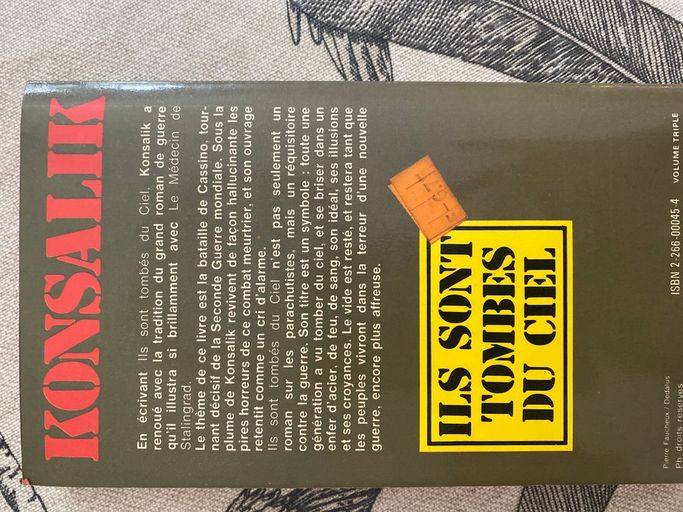 KONSALIK
En écrivant Ils sont tombés du Ciel, Konsalik a
renoué avec la tradition du grand roman de guerre
qu'il illustra si brillamment avec Le Médecin de
Stalingrad.
Le thème de ce livre est la bataille de Cassino, tour-
nant décisif de la Seconde Guerre mondiale. Sous la
plume de Konsalik revivent de façon hallucinante les
pires horreurs de ce combat meurtrier, et son ouvrage
retentit comme un cri d'alarme.
Ils sont tombés du Ciel n'est pas seulement un
roman sur les parachutistes, mais un réquisitoire
contre la guerre. Son titre est un symbole : toute une
génération a vu tomber du ciel, et se briser dans un
enfer d'acier, de feu, de sang, son idéal, ses illusions
et ses croyances. Le vide est resté, et restera tant que
les peuples vivront dans la terreur d'une nouvelle
guerre, encore plus affreuse.
ILS SONT
TOMBES
DU CIEL
Pierre Faucheux / Dedalus
Ph droits reserves
ISBN 2-266-00045-4
VOLUME TRIPLE